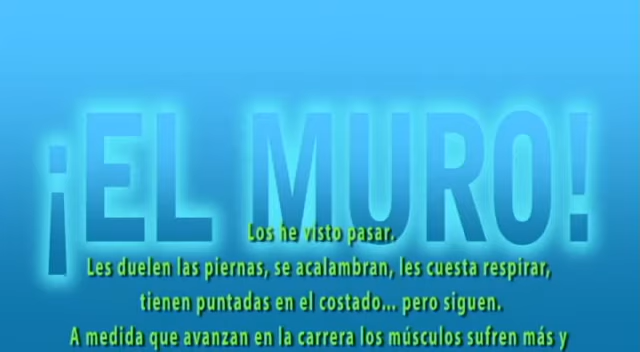 ¡EL MURO!
Los he visto pasar.
Les duelen las piernas, se acalambran, les cuesta respirar,
tienen puntadas en el costado... pero siguen.
A medida que avanzan en la carrera los músculos sufren más y